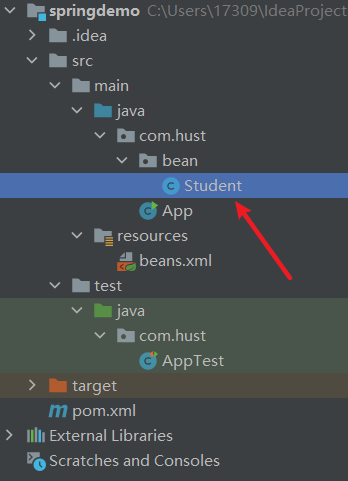 springdemo C:\Users\17309\IdeaProject
.idea
src
main
java
com.hust
bean
Student
App
resources
beans.xml
test
java
com.hust
AppTest
target
pom.xml
External Libraries
Scratches and Consoles